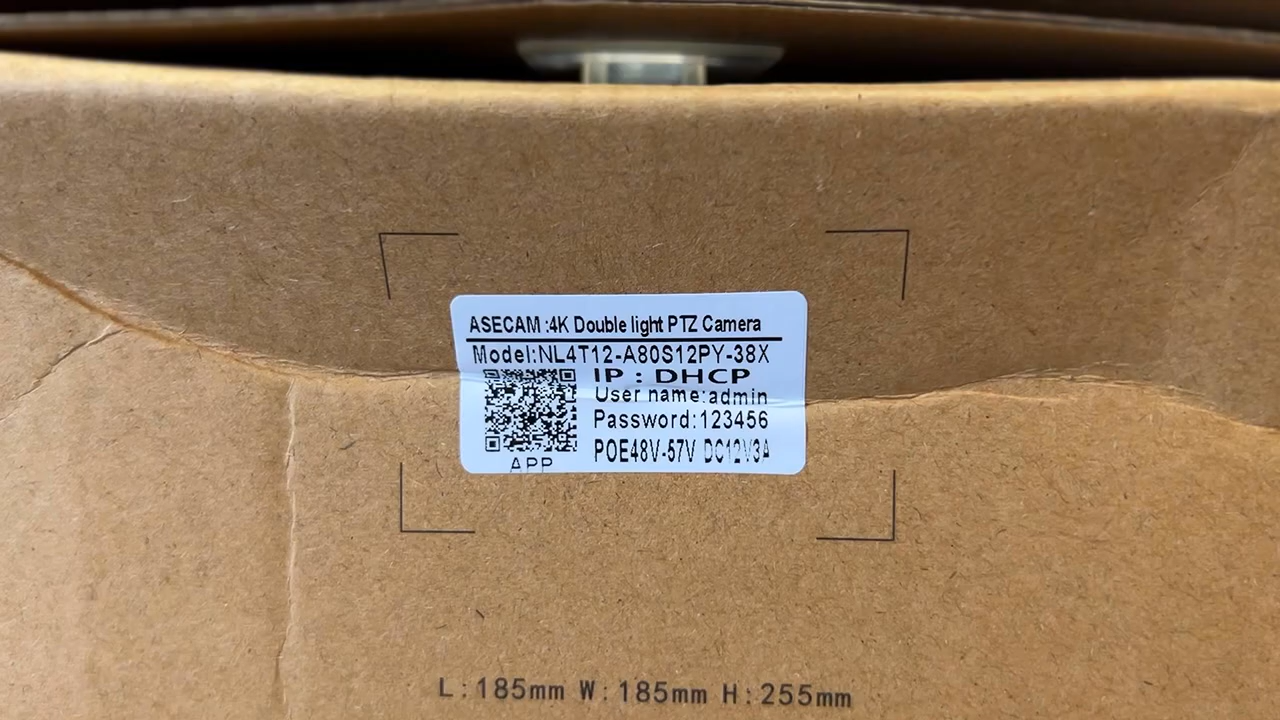 ASECAM :4K Double light PTZ Camera
Model:NL4T12-A80S12PY-38X
IP : DHCP
User name:admin
Password:123456
POE48V-57V DC12V3A
APP
L:185mm W:185mm H:255mm